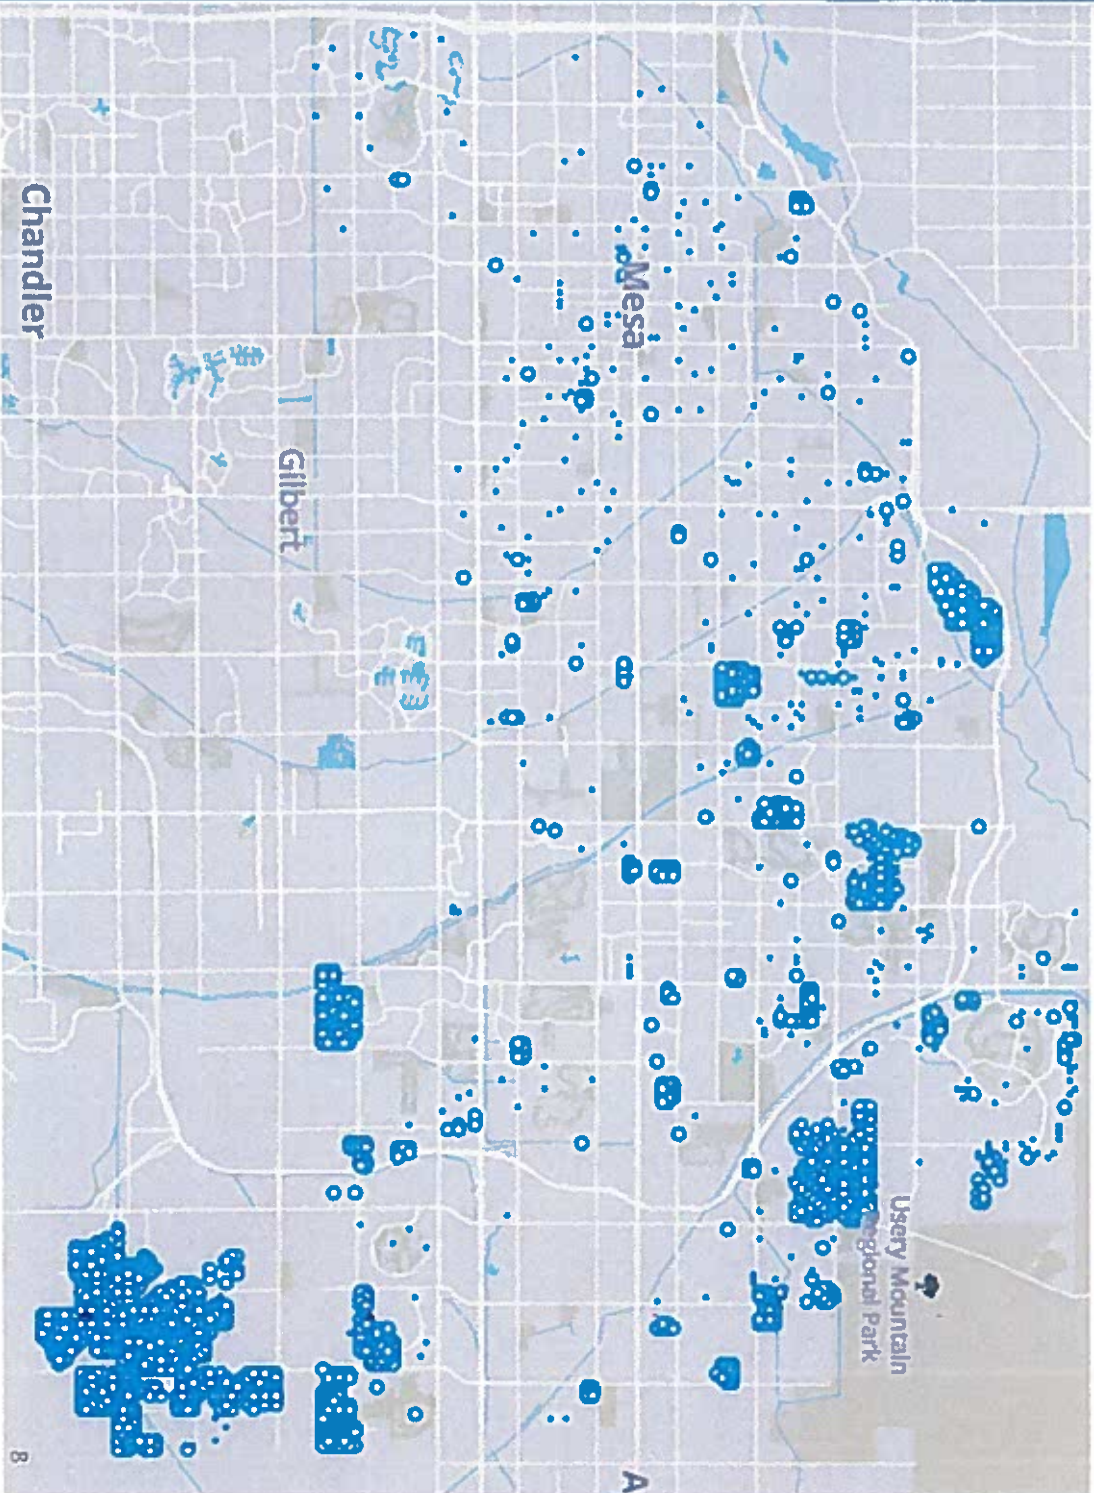 Usery Mountain
Regional Park
Mesa
Gilbert
Chandler
A
8